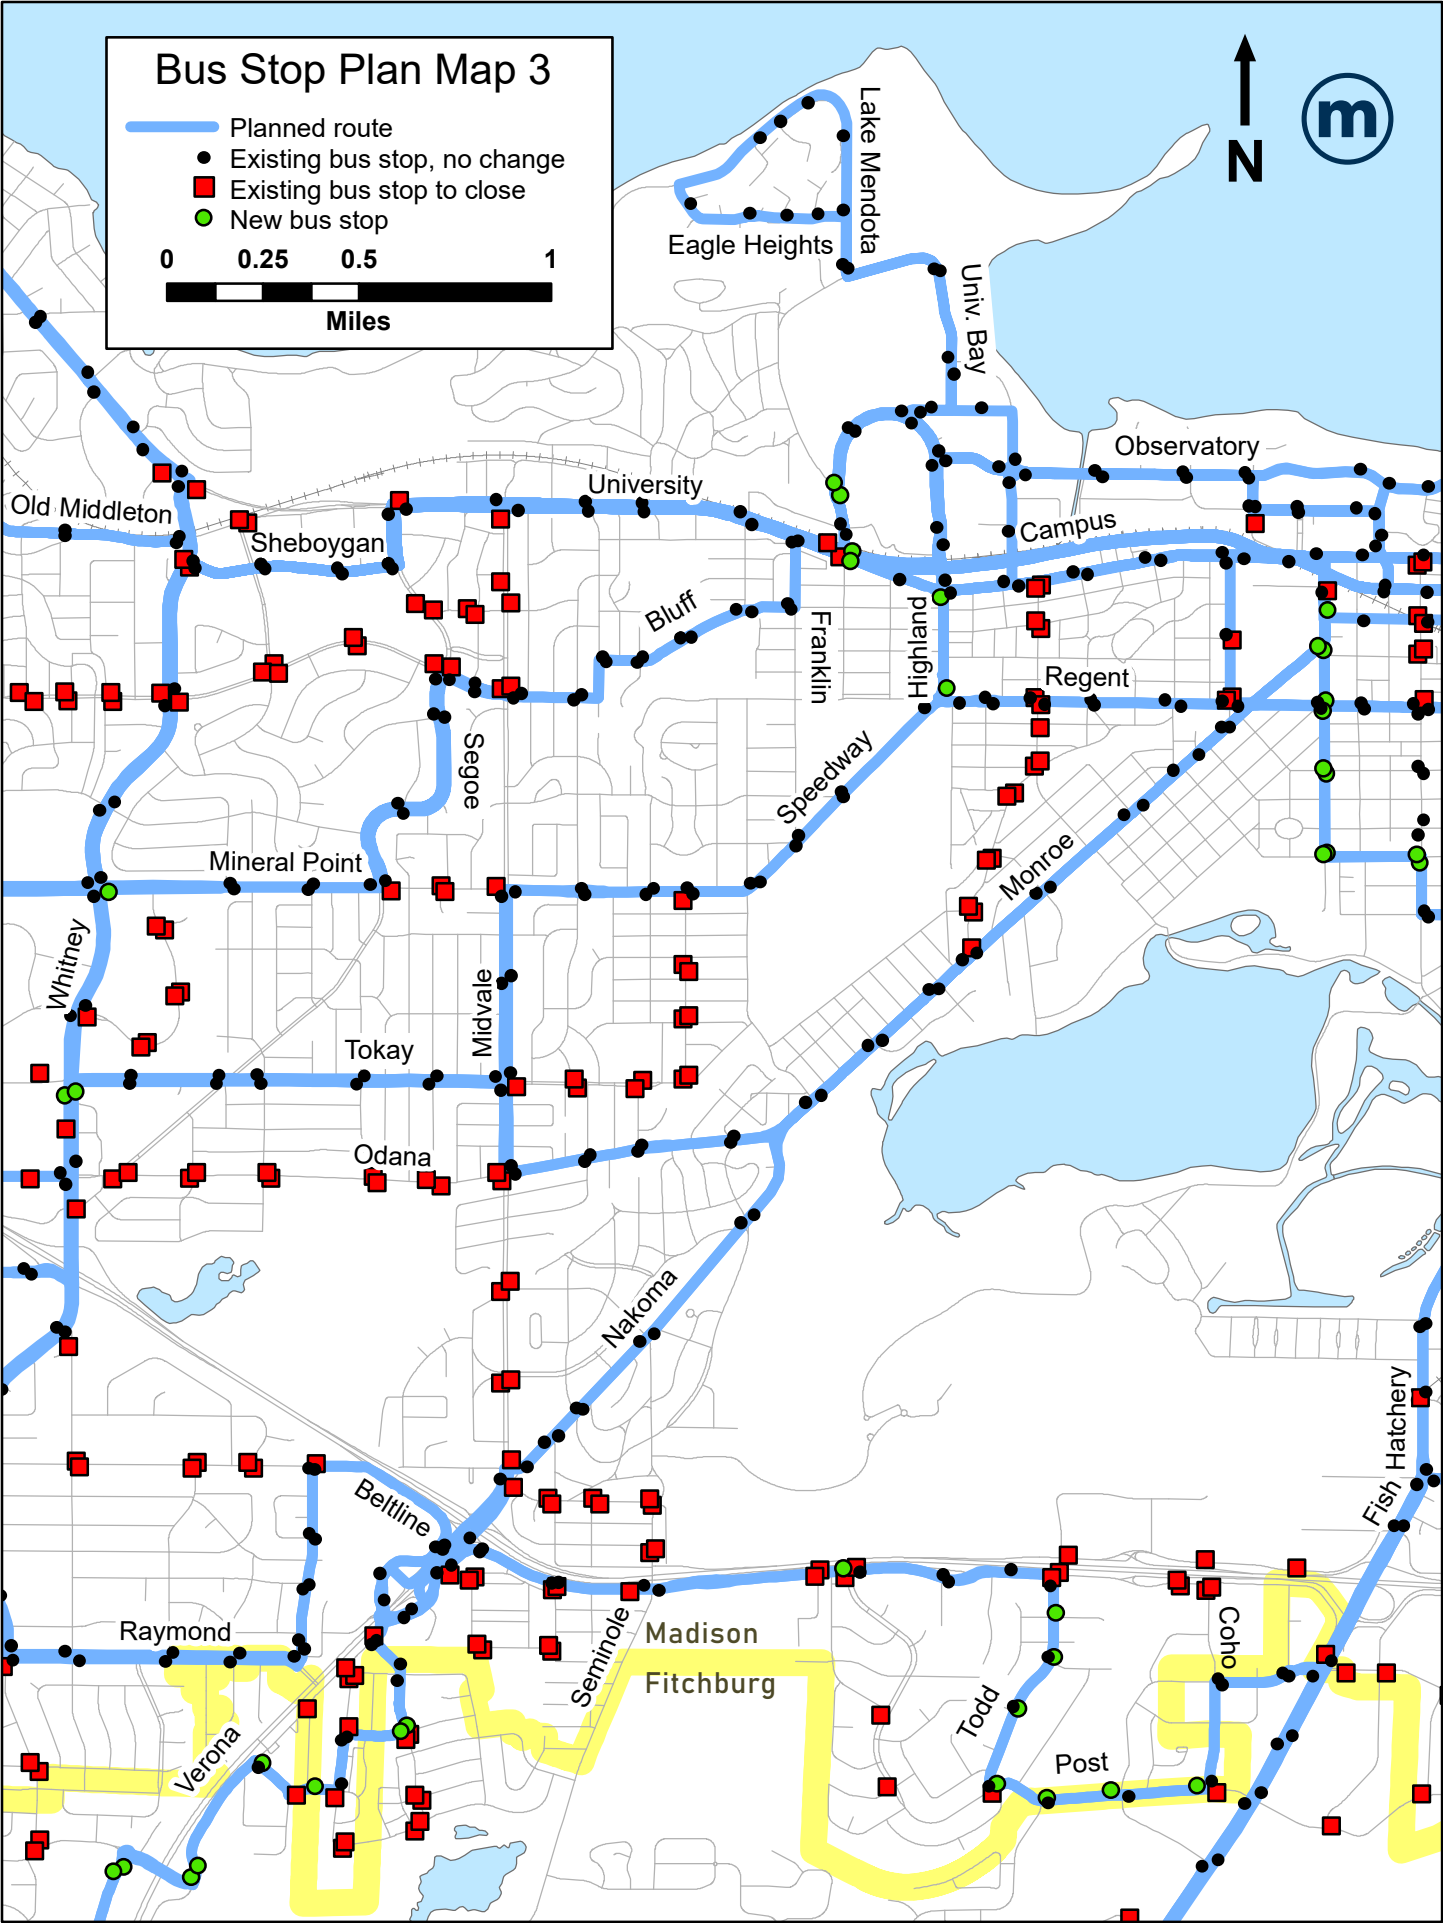 Bus Stop Plan Map 3
Planned route
Existing bus stop, no change
Existing bus stop to close
New bus stop
0 0.25 0.5 1
Miles
N
m
Lake Mendota
Eagle Heights
Univ. Bay
Observatory
University
Old Middleton
Campus
Sheboygan
Bluff
Franklin
Highland
Regent
Segoe
Speedway
Mineral Point
Monroe
Whitney
Midvale
Tokay
Odana
Nakoma
Fish Hatchery
Beltline
Raymond
Seminole
Madison
Fitchburg
Coho
Todd
Verona
Post